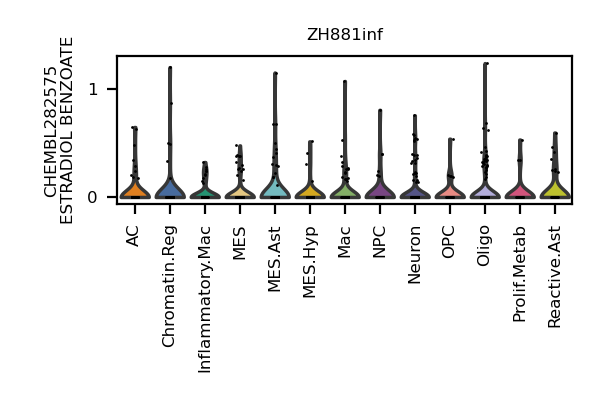 ZH881inf
CHEMBL282575
ESTRADIOL BENZOATE
1
0
AC
Chromatin.Reg
Inflammatory.Mac
MES
MES.Ast
MES.Hyp
Mac
NPC
Neuron
OPC
Oligo
Prolif.Metab
Reactive.Ast